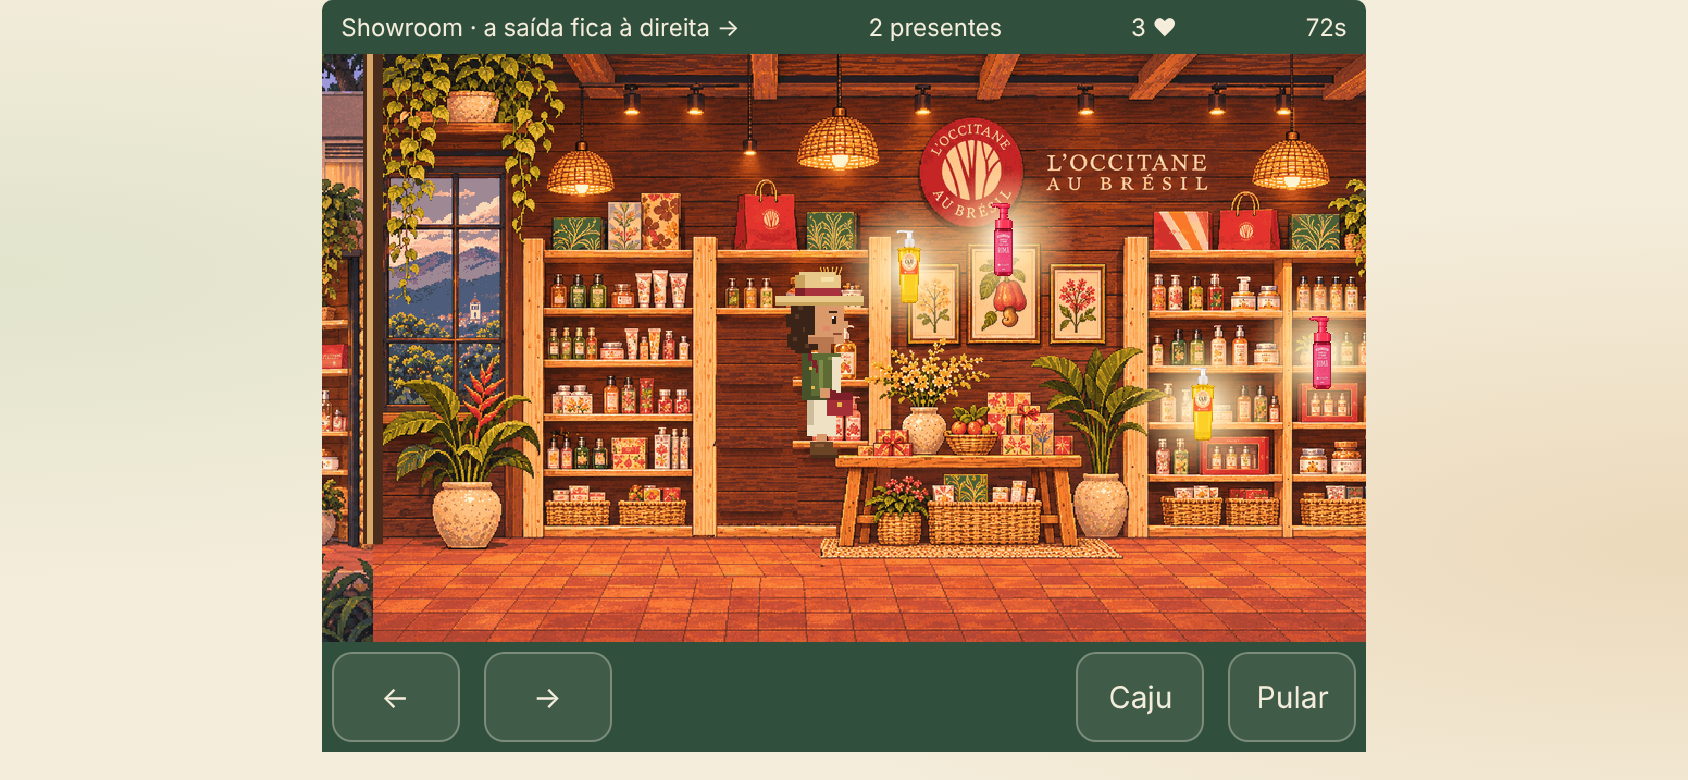 Showroom · a saída fica à direita →
2 presentes
3 ♥
72s
L'OCCITANE
AU BRÉSIL
L'OCCITANE
AU BRÉSIL
←
→
Caju
Pular